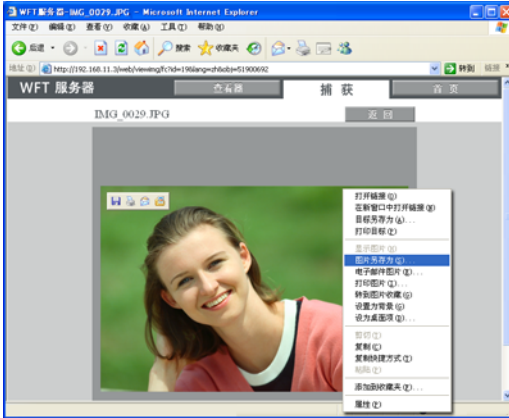 WFT 服务器-IMG_0029.JPG - Microsoft Internet Explorer
文件(F) 编辑(E) 查看(V) 收藏(A) 工具(T) 帮助(H)
后退 搜索 收藏夹
地址(D) http://192.168.11.3/web/viewimg/fc?id=196lang=zh&obj=51900692 转到 链接
WFT 服务器 查看器 捕 获 首 页
IMG_0029.JPG 返 回
打开链接(O)
在新窗口中打开链接(N)
目标另存为(A)...
打印目标(P)
显示图片(H)
图片另存为(S)...
电子邮件图片(E)...
打印图片(I)...
转到图片收藏(G)
设置为背景(G)
设为桌面项(D)...
剪切(T)
复制(C)
复制快捷方式(T)
粘贴(P)
添加到收藏夹(F)...
属性(P)